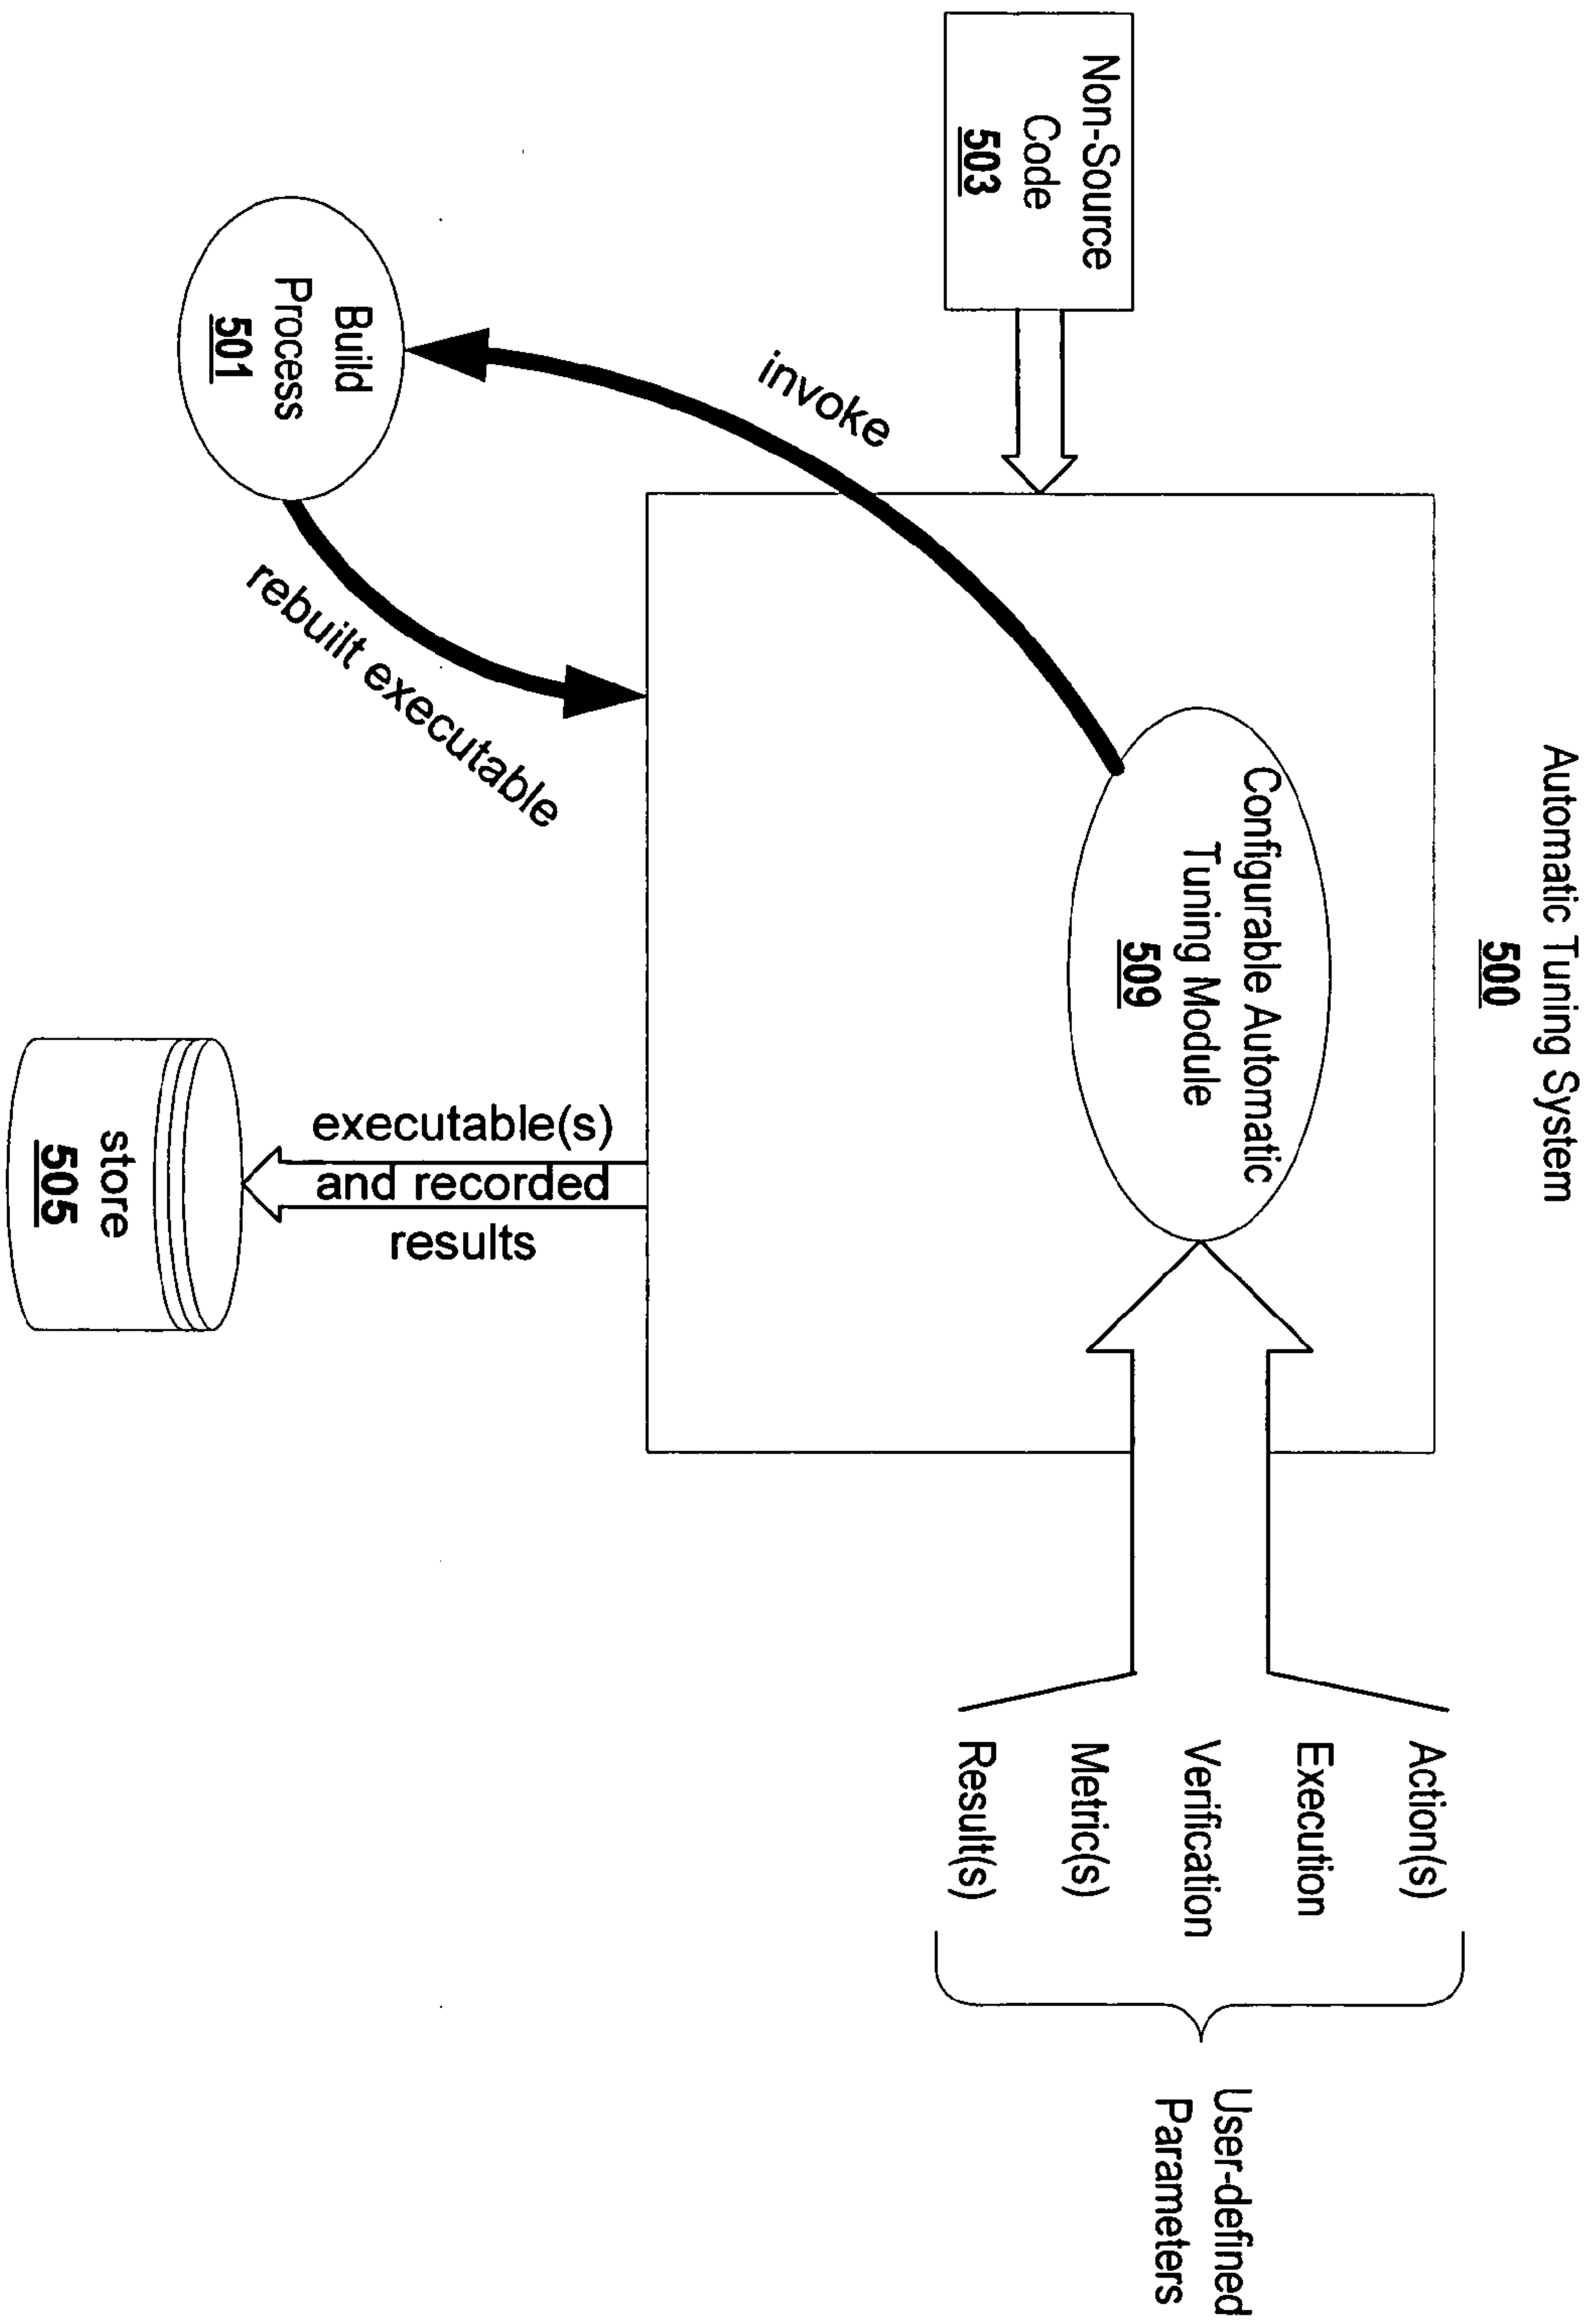 Automatic Tuning System
500
Non-Source
Code
503
Configurable Automatic
Tuning Module
509
Action(s)
Execution
Verification
Metric(s)
Result(s)
User-defined
Parameters
invoke
Build
Process
501
rebuilt executable
executable(s)
and recorded
results
store
505